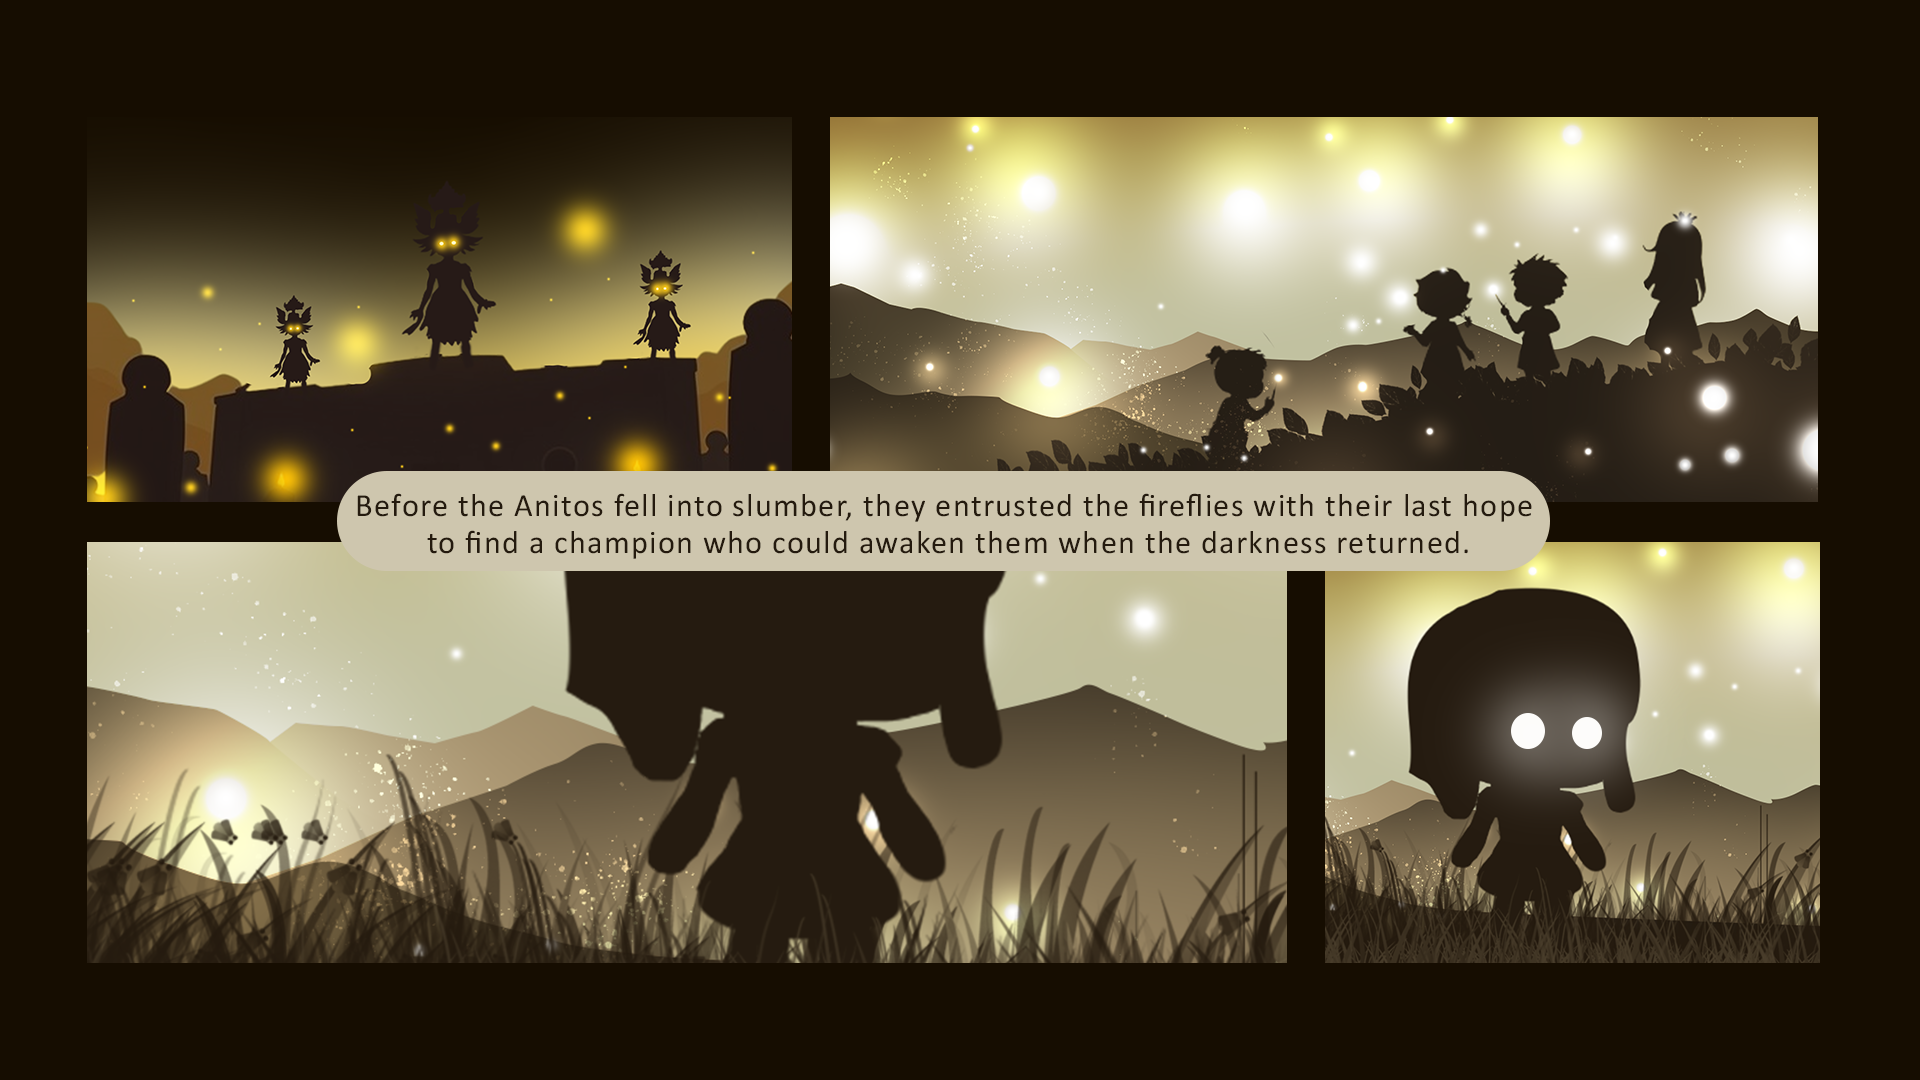 Before the Anitos fell into slumber, they entrusted the fireflies with their last hope
to find a champion who could awaken them when the darkness returned.